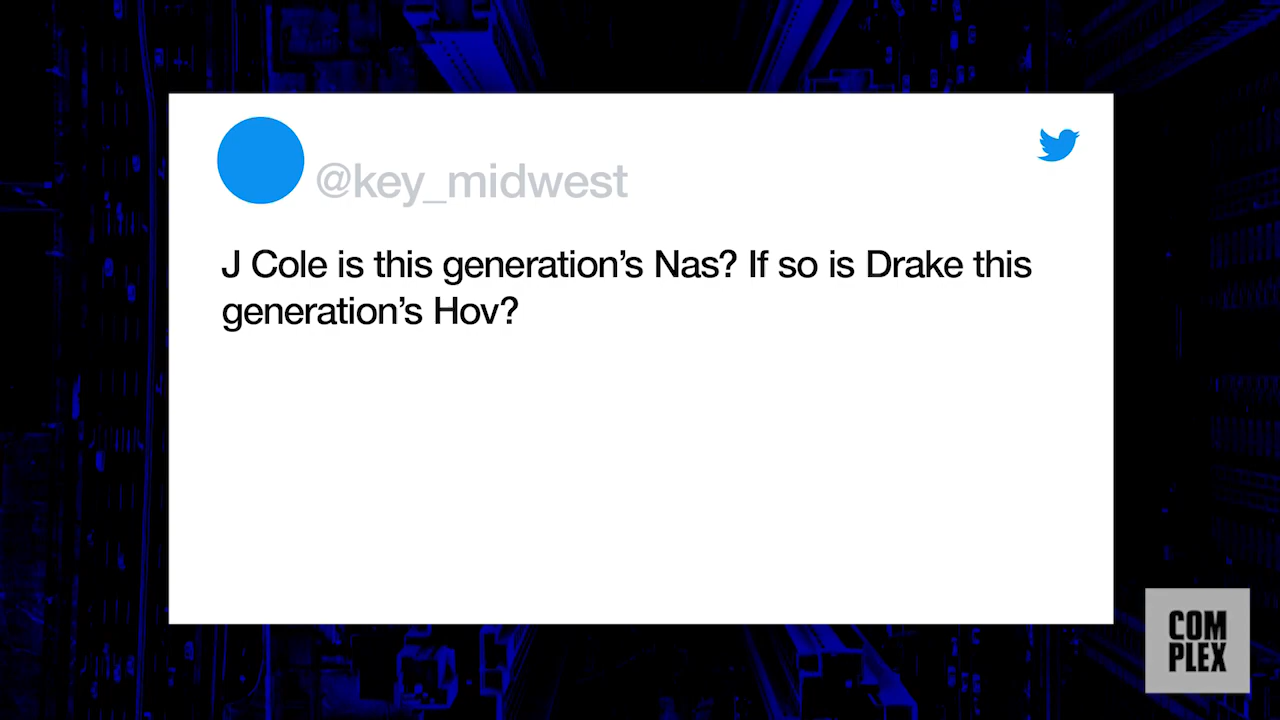 @key_midwest
J Cole is this generation’s Nas? If so is Drake this
generation’s Hov?
COM
PLEX